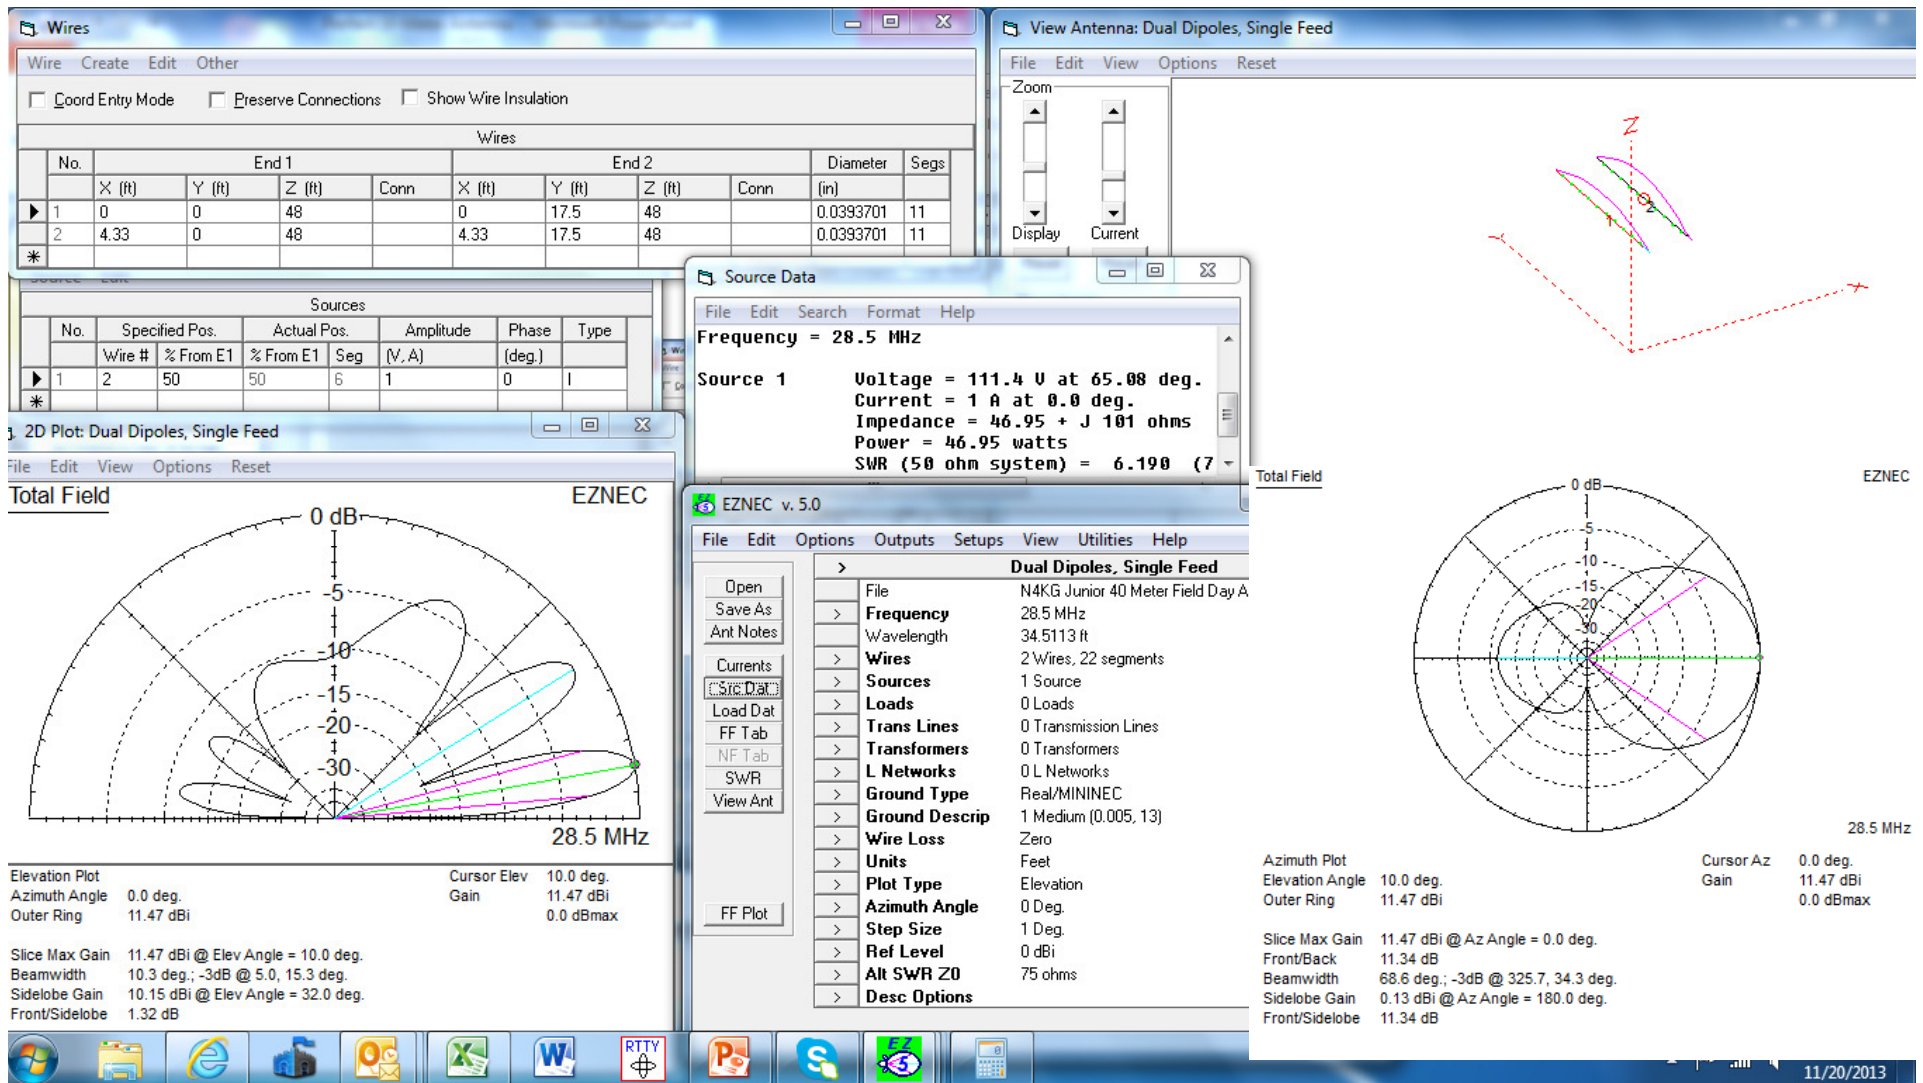 Wires
Wire Create Edit Other
Coord Entry Mode Preserve Connections Show Wire Insulation
Wires
No. End 1 End 2 Diameter Segs
X (ft) Y (ft) Z (ft) Conn X (ft) Y (ft) Z (ft) Conn (in)
1 0 0 48 0 17.5 48 0.0393701 11
2 4.33 0 48 4.33 17.5 48 0.0393701 11
*
Sources
No. Specified Pos. Actual Pos. Amplitude Phase Type
Wire # % From E1 % From E1 Seg (V, A) (deg.)
1 2 50 50 6 1 0 I
*
View Antenna: Dual Dipoles, Single Feed
File Edit View Options Reset
Zoom
Display Current
Z
Y
X
1
2
Source Data
File Edit Search Format Help
Frequency = 28.5 MHz
Source 1 Voltage = 111.4 V at 65.08 deg.
Current = 1 A at 0.0 deg.
Impedance = 46.95 + J 101 ohms
Power = 46.95 watts
SWR (50 ohm system) = 6.190 (7
2D Plot: Dual Dipoles, Single Feed
File Edit View Options Reset
Total Field EZNEC
0 dB
-5
-10
-15
-20
-30
28.5 MHz
Elevation Plot Cursor Elev 10.0 deg.
Azimuth Angle 0.0 deg. Gain 11.47 dBi
Outer Ring 11.47 dBi 0.0 dBmax
Slice Max Gain 11.47 dBi @ Elev Angle = 10.0 deg.
Beamwidth 10.3 deg.; -3dB @ 5.0, 15.3 deg.
Sidelobe Gain 10.15 dBi @ Elev Angle = 32.0 deg.
Front/Sidelobe 1.32 dB
EZNEC v. 5.0
File Edit Options Outputs Setups View Utilities Help
Open
Save As
Ant Notes
Currents
Src Dat
Load Dat
FF Tab
NF Tab
SWR
View Ant
FF Plot
> Dual Dipoles, Single Feed
File N4KG Junior 40 Meter Field Day A
> Frequency 28.5 MHz
Wavelength 34.5113 ft
> Wires 2 Wires, 22 segments
> Sources 1 Source
> Loads 0 Loads
> Trans Lines 0 Transmission Lines
> Transformers 0 Transformers
> L Networks 0 L Networks
> Ground Type Real/MININEC
> Ground Descrip 1 Medium (0.005, 13)
> Wire Loss Zero
> Units Feet
> Plot Type Elevation
> Azimuth Angle 0 Deg.
> Step Size 1 Deg.
> Ref Level 0 dBi
> Alt SWR Z0 75 ohms
> Desc Options
Total Field EZNEC
0 dB
-5
-10
-15
-20
-30
28.5 MHz
Azimuth Plot Cursor Az 0.0 deg.
Elevation Angle 10.0 deg. Gain 11.47 dBi
Outer Ring 11.47 dBi 0.0 dBmax
Slice Max Gain 11.47 dBi @ Az Angle = 0.0 deg.
Front/Back 11.34 dB
Beamwidth 68.6 deg.; -3dB @ 325.7, 34.3 deg.
Sidelobe Gain 0.13 dBi @ Az Angle = 180.0 deg.
Front/Sidelobe 11.34 dB
RTTY
EZ
5
11/20/2013